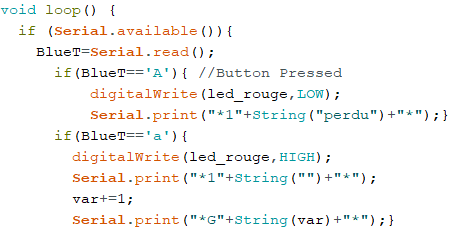 void loop() {
if (Serial.available()){
BlueT=Serial.read();
if(BlueT=='A'){ //Button Pressed
digitalWrite(led_rouge,LOW);
Serial.print("*1"+String("perdu")+"*");}
if(BlueT=='a'){
digitalWrite(led_rouge,HIGH);
Serial.print("*1"+String("")+"*");
var+=1;
Serial.print("*G"+String(var)+"*");}